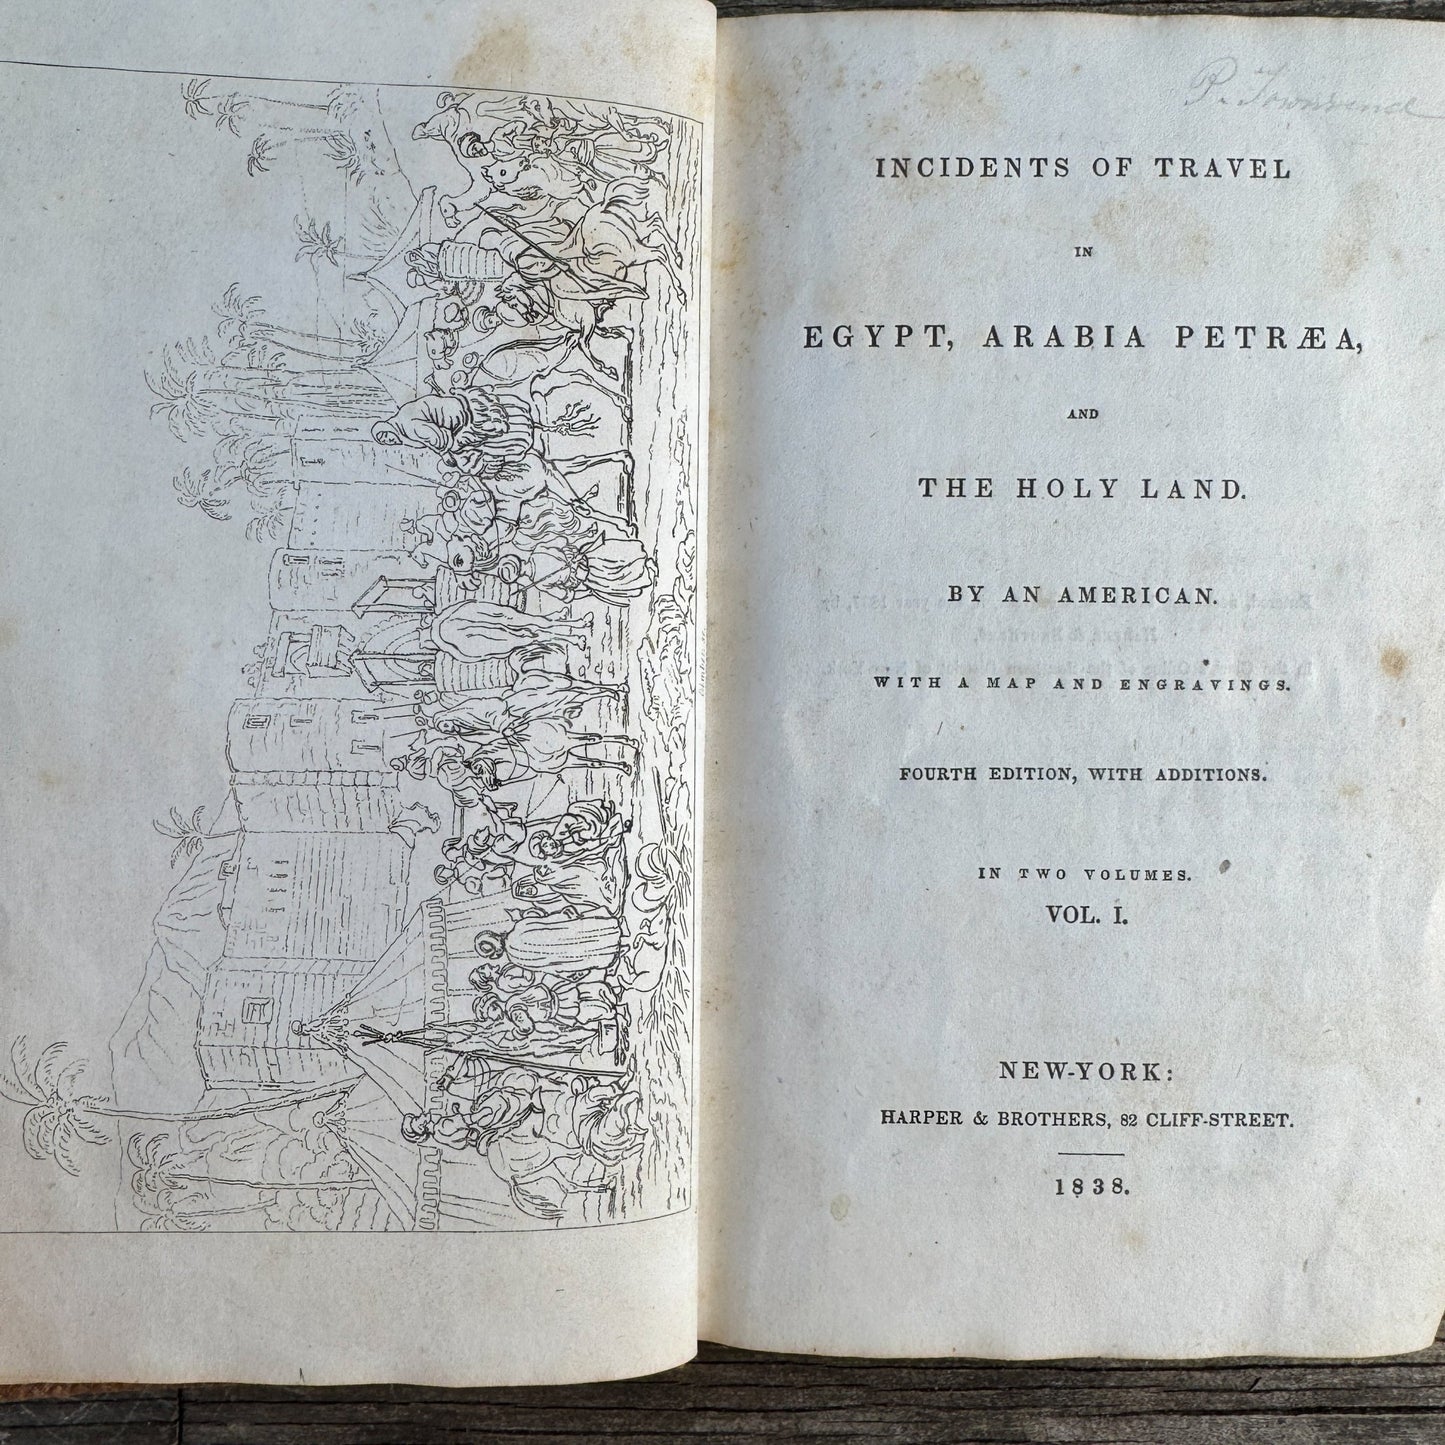 P. Townsend
INCIDENTS OF TRAVEL
IN
EGYPT, ARABIA PETRÆA,
AND
THE HOLY LAND.
BY AN AMERICAN.
WITH A MAP AND ENGRAVINGS.
FOURTH EDITION, WITH ADDITIONS.
IN TWO VOLUMES.
VOL. I.
NEW-YORK:
HARPER & BROTHERS, 82 CLIFF-STREET.
1838.